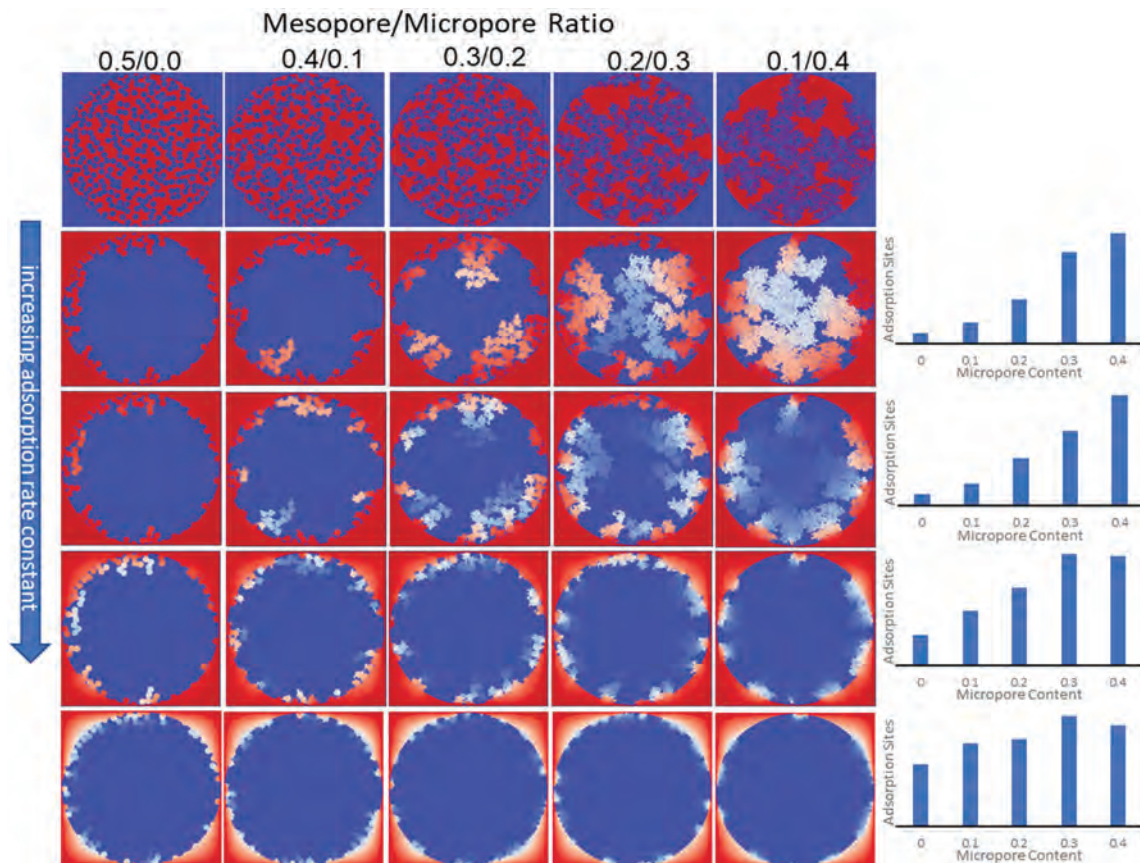 Mesopore/Micropore Ratio
0.5/0.0 0.4/0.1 0.3/0.2 0.2/0.3 0.1/0.4
increasing adsorption rate constant
Adsorption Sites
0 0.1 0.2 0.3 0.4
Micropore Content
Adsorption Sites
0 0.1 0.2 0.3 0.4
Micropore Content
Adsorption Sites
0 0.1 0.2 0.3 0.4
Micropore Content
Adsorption Sites
0 0.1 0.2 0.3 0.4
Micropore Content